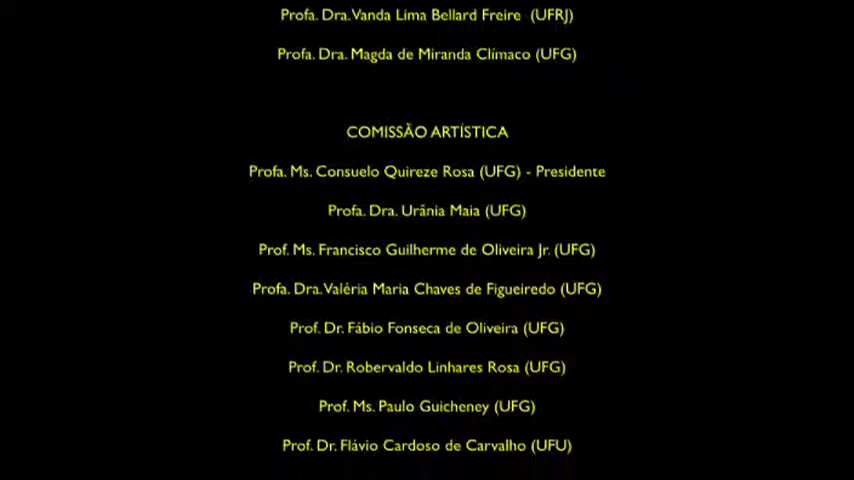 Profa. Dra. Vanda Lima Bellard Freire (UFRJ)
Profa. Dra. Magda de Miranda Clímaco (UFG)
COMISSÃO ARTÍSTICA
Profa. Ms. Consuelo Quireze Rosa (UFG) - Presidente
Profa. Dra. Urânia Maia (UFG)
Prof. Ms. Francisco Guilherme de Oliveira Jr. (UFG)
Profa. Dra. Valéria Maria Chaves de Figueiredo (UFG)
Prof. Dr. Fábio Fonseca de Oliveira (UFG)
Prof. Dr. Robervaldo Linhares Rosa (UFG)
Prof. Ms. Paulo Guicheney (UFG)
Prof. Dr. Flávio Cardoso de Carvalho (UFU)